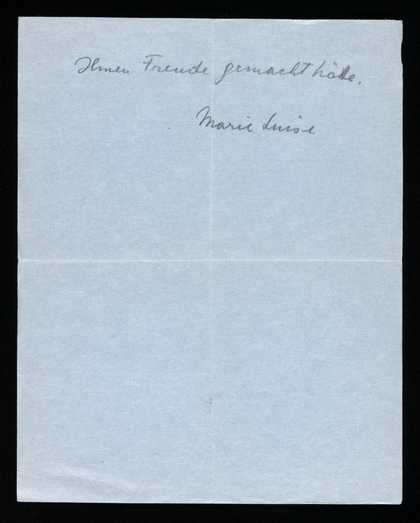 Ihnen Freude gemacht hätte.
Marie Luise